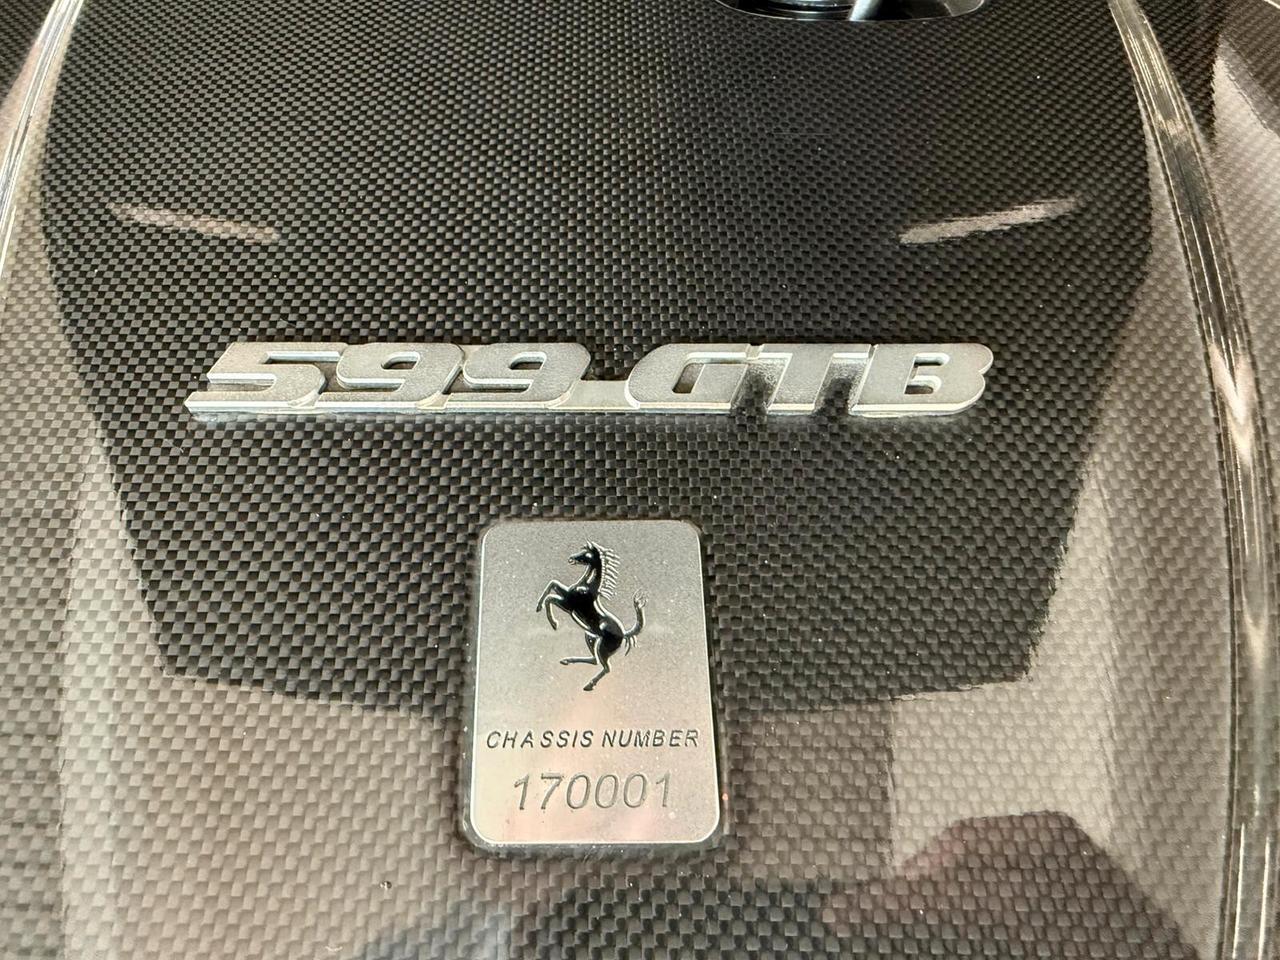 599 GTB
CHASSIS NUMBER
170001